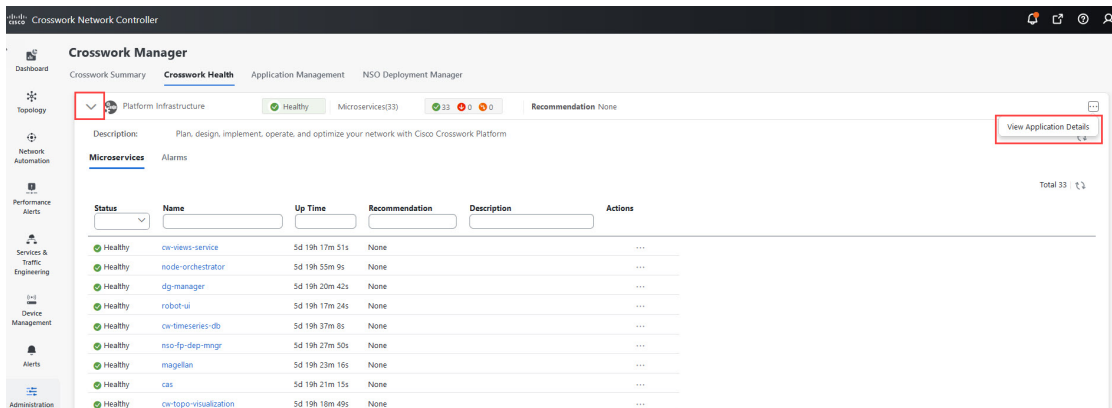 cisco Crosswork Network Controller
Crosswork Manager
Crosswork Summary Crosswork Health Application Management NSO Deployment Manager
Platform Infrastructure Healthy Microservices(33) 33 0 0 Recommendation None
View Application Details
Description: Plan, design, implement, operate, and optimize your network with Cisco Crosswork Platform
Microservices Alarms
Total 33
Status Name Up Time Recommendation Description Actions
Healthy cw-views-service 5d 19h 17m 51s None ...
Healthy node-orchestrator 5d 19h 55m 9s None ...
Healthy dg-manager 5d 19h 20m 42s None ...
Healthy robot-ui 5d 19h 17m 24s None ...
Healthy cw-timeseries-db 5d 19h 37m 8s None ...
Healthy nso-fp-dep-mngr 5d 19h 27m 50s None ...
Healthy magellan 5d 19h 23m 16s None ...
Healthy cas 5d 19h 21m 15s None ...
Healthy cw-topo-visualization 5d 19h 18m 49s None ...
Dashboard
Topology
Network
Automation
Performance
Alerts
Services &
Traffic
Engineering
Device
Management
Alerts
Administration